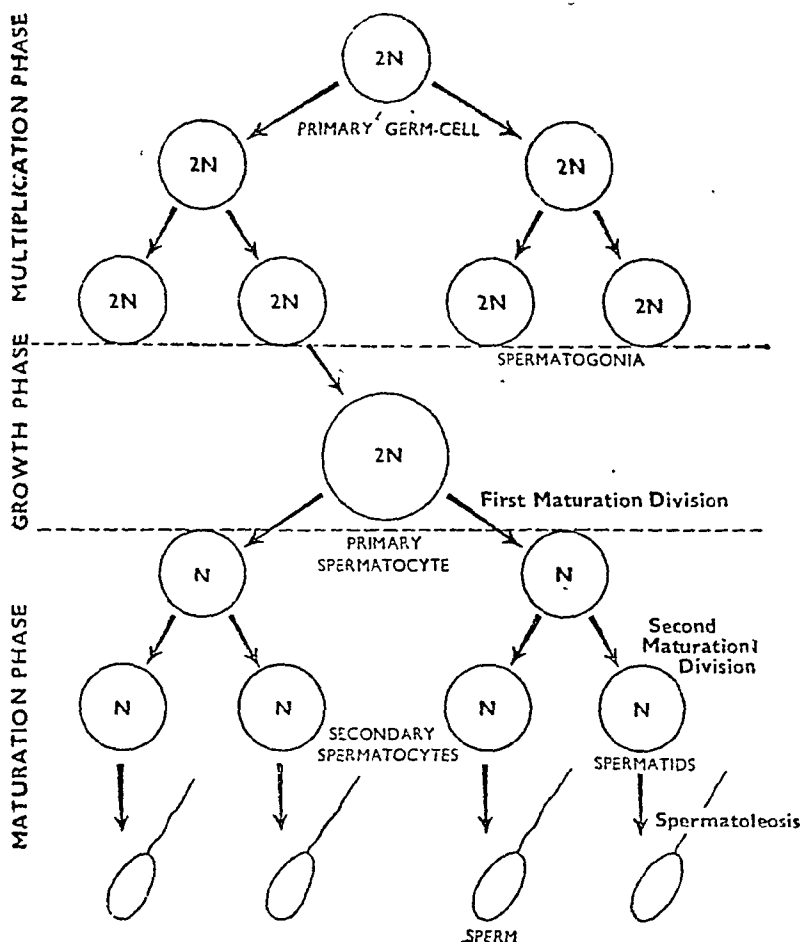 MULTIPLICATION PHASE
2N
PRIMARY GERM-CELL
2N
2N
2N
2N
2N
2N
SPERMATOGONIA
GROWTH PHASE
2N
First Maturation Division
PRIMARY
SPERMATOCYTE
MATURATION PHASE
N
N
Second
Maturation
Division
N
N
N
N
SECONDARY
SPERMATOCYTES
SPERMATIDS
Spermatoleosis
SPERM